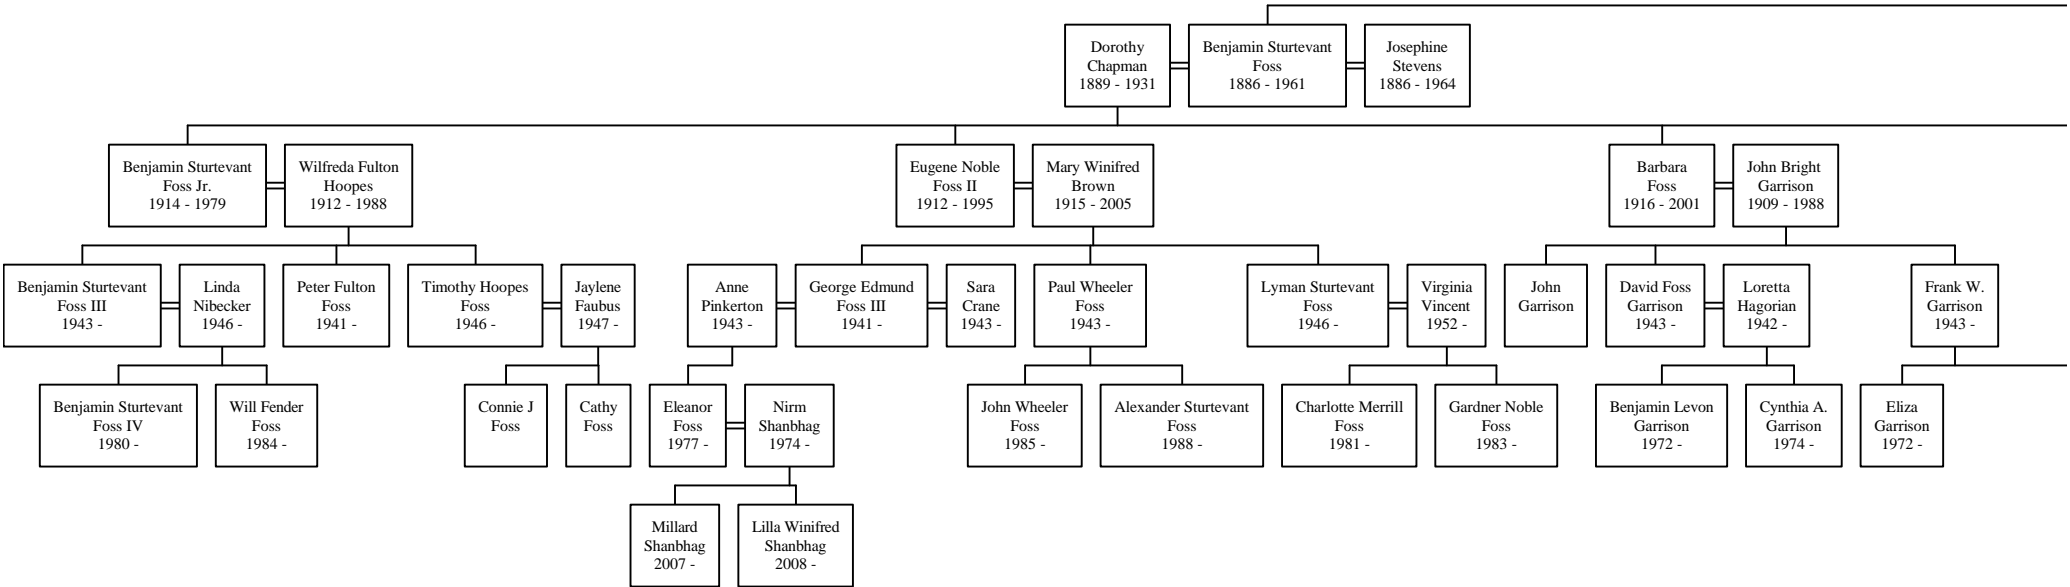 Dorothy
Chapman
1889 - 1931
Benjamin Sturtevant
Foss
1886 - 1961
Josephine
Stevens
1886 - 1964
Benjamin Sturtevant
Foss Jr.
1914 - 1979
Wilfreda Fulton
Hoopes
1912 - 1988
Eugene Noble
Foss II
1912 - 1995
Mary Winifred
Brown
1915 - 2005
Barbara
Foss
1916 - 2001
John Bright
Garrison
1909 - 1988
Benjamin Sturtevant
Foss III
1943 -
Linda
Nibecker
1946 -
Peter Fulton
Foss
1941 -
Timothy Hoopes
Foss
1946 -
Jaylene
Faubus
1947 -
Anne
Pinkerton
1943 -
George Edmund
Foss III
1941 -
Sara
Crane
1943 -
Paul Wheeler
Foss
1943 -
Lyman Sturtevant
Foss
1946 -
Virginia
Vincent
1952 -
John
Garrison
David Foss
Garrison
1943 -
Loretta
Hagorian
1942 -
Frank W.
Garrison
1943 -
Benjamin Sturtevant
Foss IV
1980 -
Will Fender
Foss
1984 -
Connie J
Foss
Cathy
Foss
Eleanor
Foss
1977 -
Nirm
Shanbhag
1974 -
John Wheeler
Foss
1985 -
Alexander Sturtevant
Foss
1988 -
Charlotte Merrill
Foss
1981 -
Gardner Noble
Foss
1983 -
Benjamin Levon
Garrison
1972 -
Cynthia A.
Garrison
1974 -
Eliza
Garrison
1972 -
Millard
Shanbhag
2007 -
Lilla Winifred
Shanbhag
2008 -